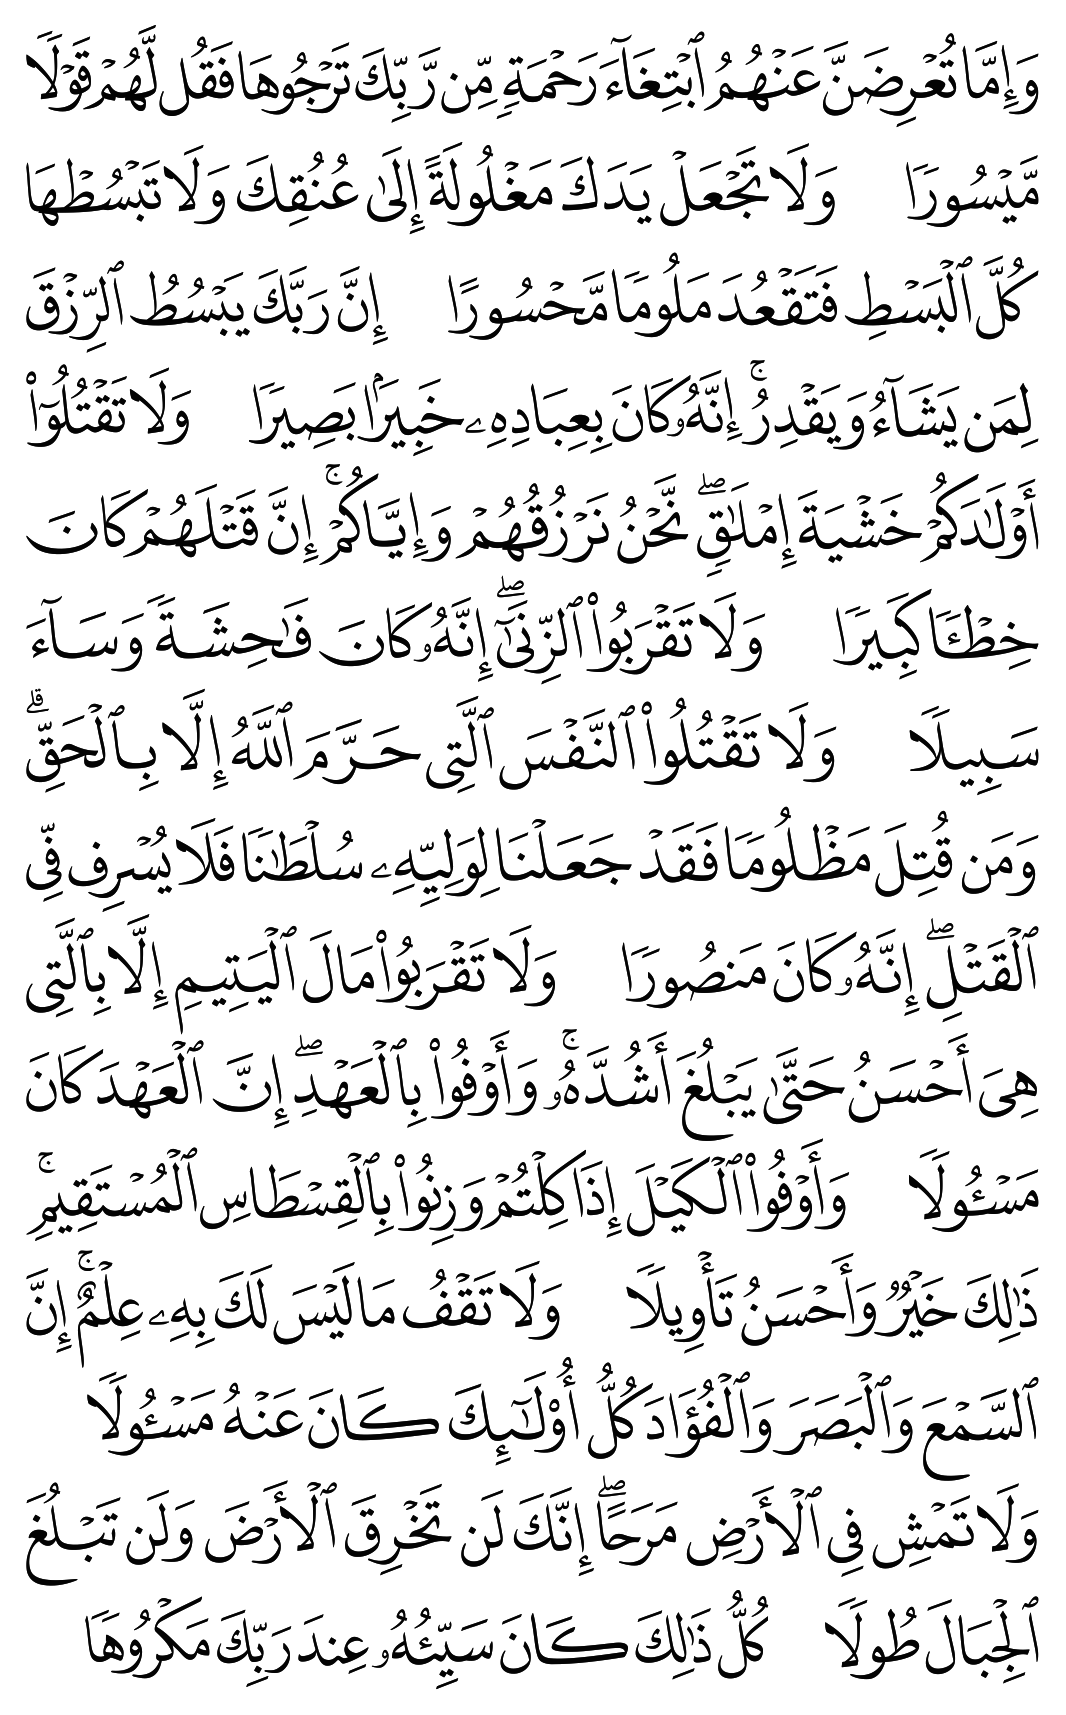 وَإِمَّا تُعۡرِضَنَّ عَنۡهُمُ ٱبۡتِغَآءَ رَحۡمَةٖ مِّن رَّبِّكَ تَرۡجُوهَا فَقُل لَّهُمۡ قَوۡلٗا
مَّيۡسُورٗا وَلَا تَجۡعَلۡ يَدَكَ مَغۡلُولَةً إِلَىٰ عُنُقِكَ وَلَا تَبۡسُطۡهَا
كُلَّ ٱلۡبَسۡطِ فَتَقۡعُدَ مَلُومٗا مَّحۡسُورًا إِنَّ رَبَّكَ يَبۡسُطُ ٱلرِّزۡقَ
لِمَن يَشَآءُ وَيَقۡدِرُۚ إِنَّهُۥ كَانَ بِعِبَادِهِۦ خَبِيرَۢا بَصِيرٗا وَلَا تَقۡتُلُوٓاْ
أَوۡلَٰدَكُمۡ خَشۡيَةَ إِمۡلَٰقٖۖ نَّحۡنُ نَرۡزُقُهُمۡ وَإِيَّاكُمۡۚ إِنَّ قَتۡلَهُمۡ كَانَ
خِطۡـٔٗا كَبِيرٗا وَلَا تَقۡرَبُواْ ٱلزِّنَىٰٓۖ إِنَّهُۥ كَانَ فَٰحِشَةٗ وَسَآءَ
سَبِيلٗا وَلَا تَقۡتُلُواْ ٱلنَّفۡسَ ٱلَّتِي حَرَّمَ ٱللَّهُ إِلَّا بِٱلۡحَقِّۗ
وَمَن قُتِلَ مَظۡلُومٗا فَقَدۡ جَعَلۡنَا لِوَلِيِّهِۦ سُلۡطَٰنٗا فَلَا يُسۡرِف فِّي
ٱلۡقَتۡلِۖ إِنَّهُۥ كَانَ مَنصُورٗا وَلَا تَقۡرَبُواْ مَالَ ٱلۡيَتِيمِ إِلَّا بِٱلَّتِي
هِيَ أَحۡسَنُ حَتَّىٰ يَبۡلُغَ أَشُدَّهُۥۚ وَأَوۡفُواْ بِٱلۡعَهۡدِۖ إِنَّ ٱلۡعَهۡدَ كَانَ
مَسۡـُٔولٗا وَأَوۡفُواْ ٱلۡكَيۡلَ إِذَا كِلۡتُمۡ وَزِنُواْ بِٱلۡقِسۡطَاسِ ٱلۡمُسۡتَقِيمِۚ
ذَٰلِكَ خَيۡرٞ وَأَحۡسَنُ تَأۡوِيلٗا وَلَا تَقۡفُ مَا لَيۡسَ لَكَ بِهِۦ عِلۡمٌۚ إِنَّ
ٱلسَّمۡعَ وَٱلۡبَصَرَ وَٱلۡفُؤَادَ كُلُّ أُوْلَٰٓئِكَ كَانَ عَنۡهُ مَسۡـُٔولٗا
وَلَا تَمۡشِ فِي ٱلۡأَرۡضِ مَرَحًاۖ إِنَّكَ لَن تَخۡرِقَ ٱلۡأَرۡضَ وَلَن تَبۡلُغَ
ٱلۡجِبَالَ طُولٗا كُلُّ ذَٰلِكَ كَانَ سَيِّئُهُۥ عِندَ رَبِّكَ مَكۡرُوهٗا